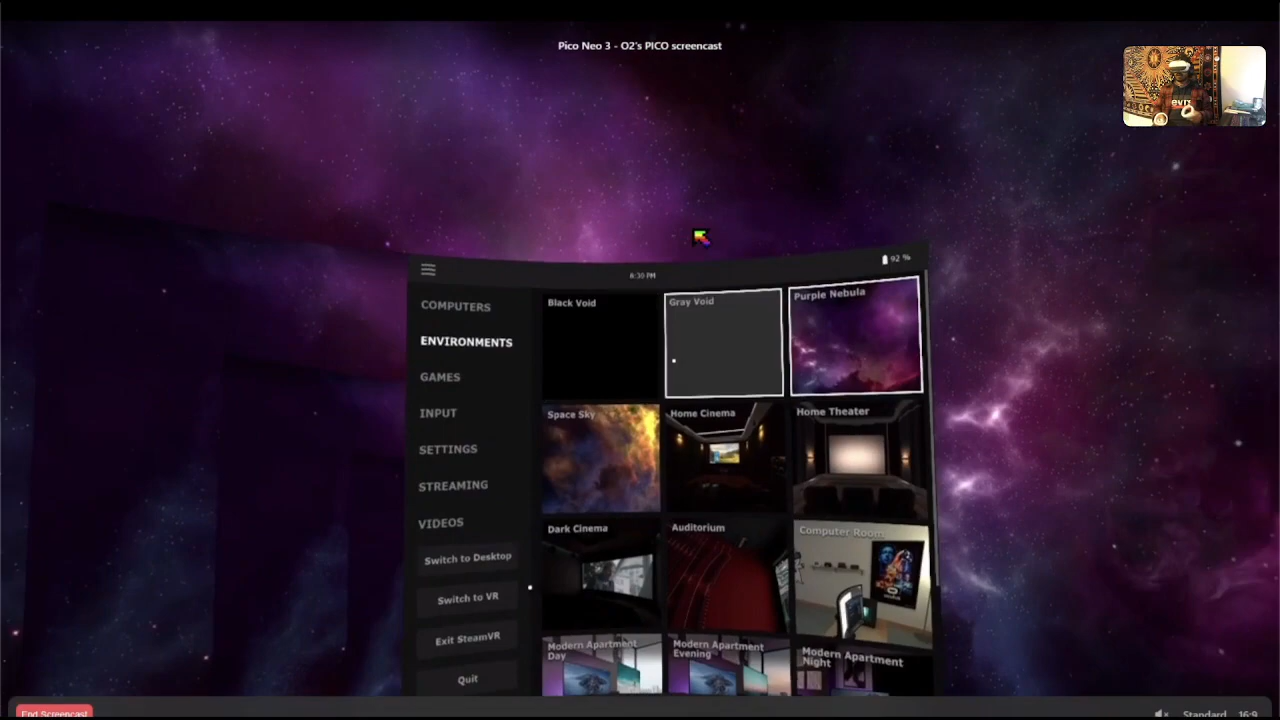 Pico Neo 3 - O2's PICO screencast
6:30 PM
92 %
COMPUTERS
ENVIRONMENTS
GAMES
INPUT
SETTINGS
STREAMING
VIDEOS
Switch to Desktop
Switch to VR
Exit SteamVR
Quit
Black Void
Gray Void
Purple Nebula
Space Sky
Home Cinema
Home Theater
Dark Cinema
Auditorium
Computer Room
Modern Apartment
Day
Modern Apartment
Evening
Modern Apartment
Night
End Screencast
Standard
16:9